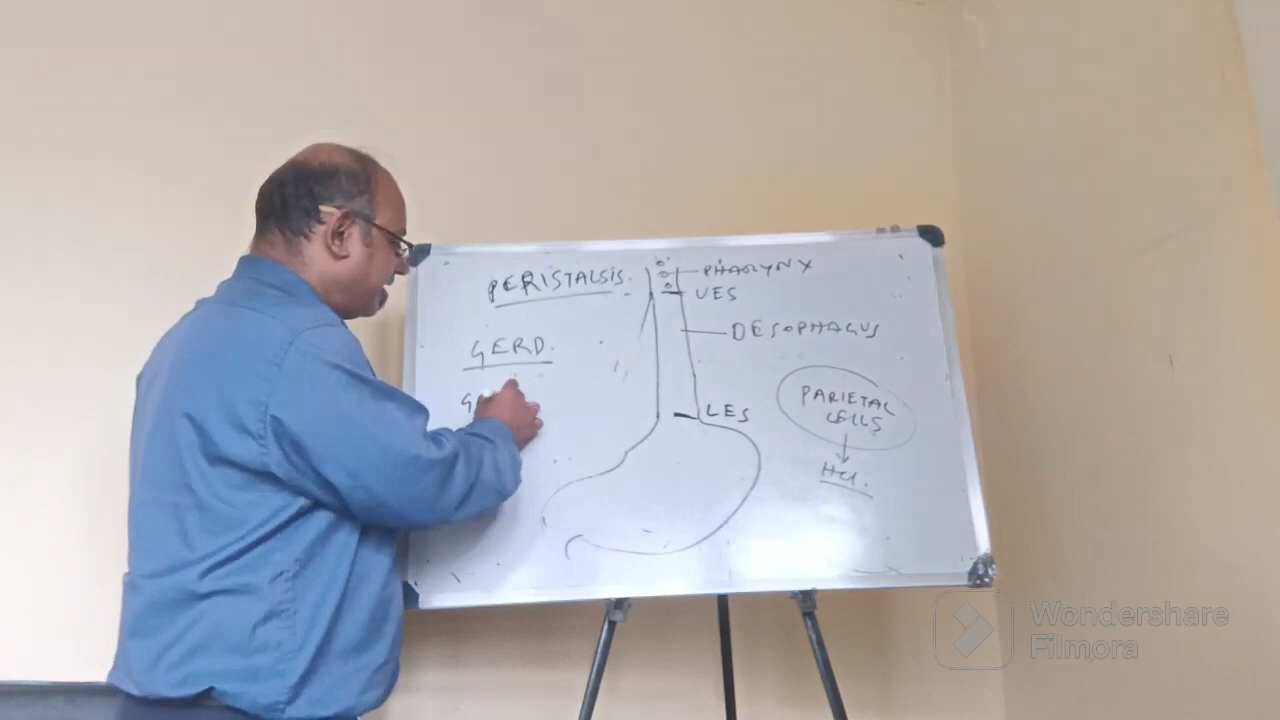 PERISTALSIS.
PHARYNX
UES
OESOPHAGUS
GERD.
PARIETAL
CELLS
LES
HCl.
Wondershare
Filmora